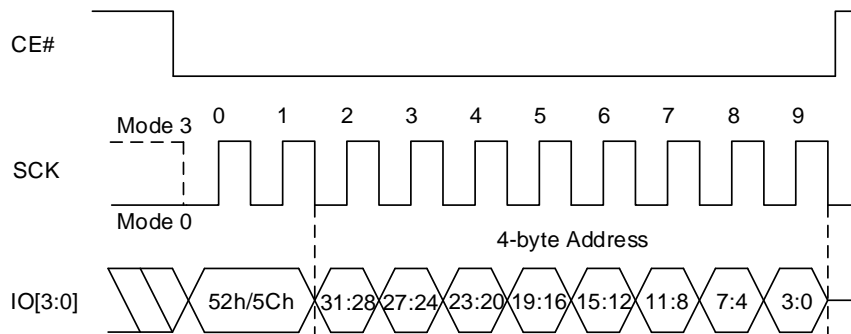 CE#
Mode 3
0 1 2 3 4 5 6 7 8 9
SCK
Mode 0
4-byte Address
IO[3:0]
52h/5Ch 31:28 27:24 23:20 19:16 15:12 11:8 7:4 3:0